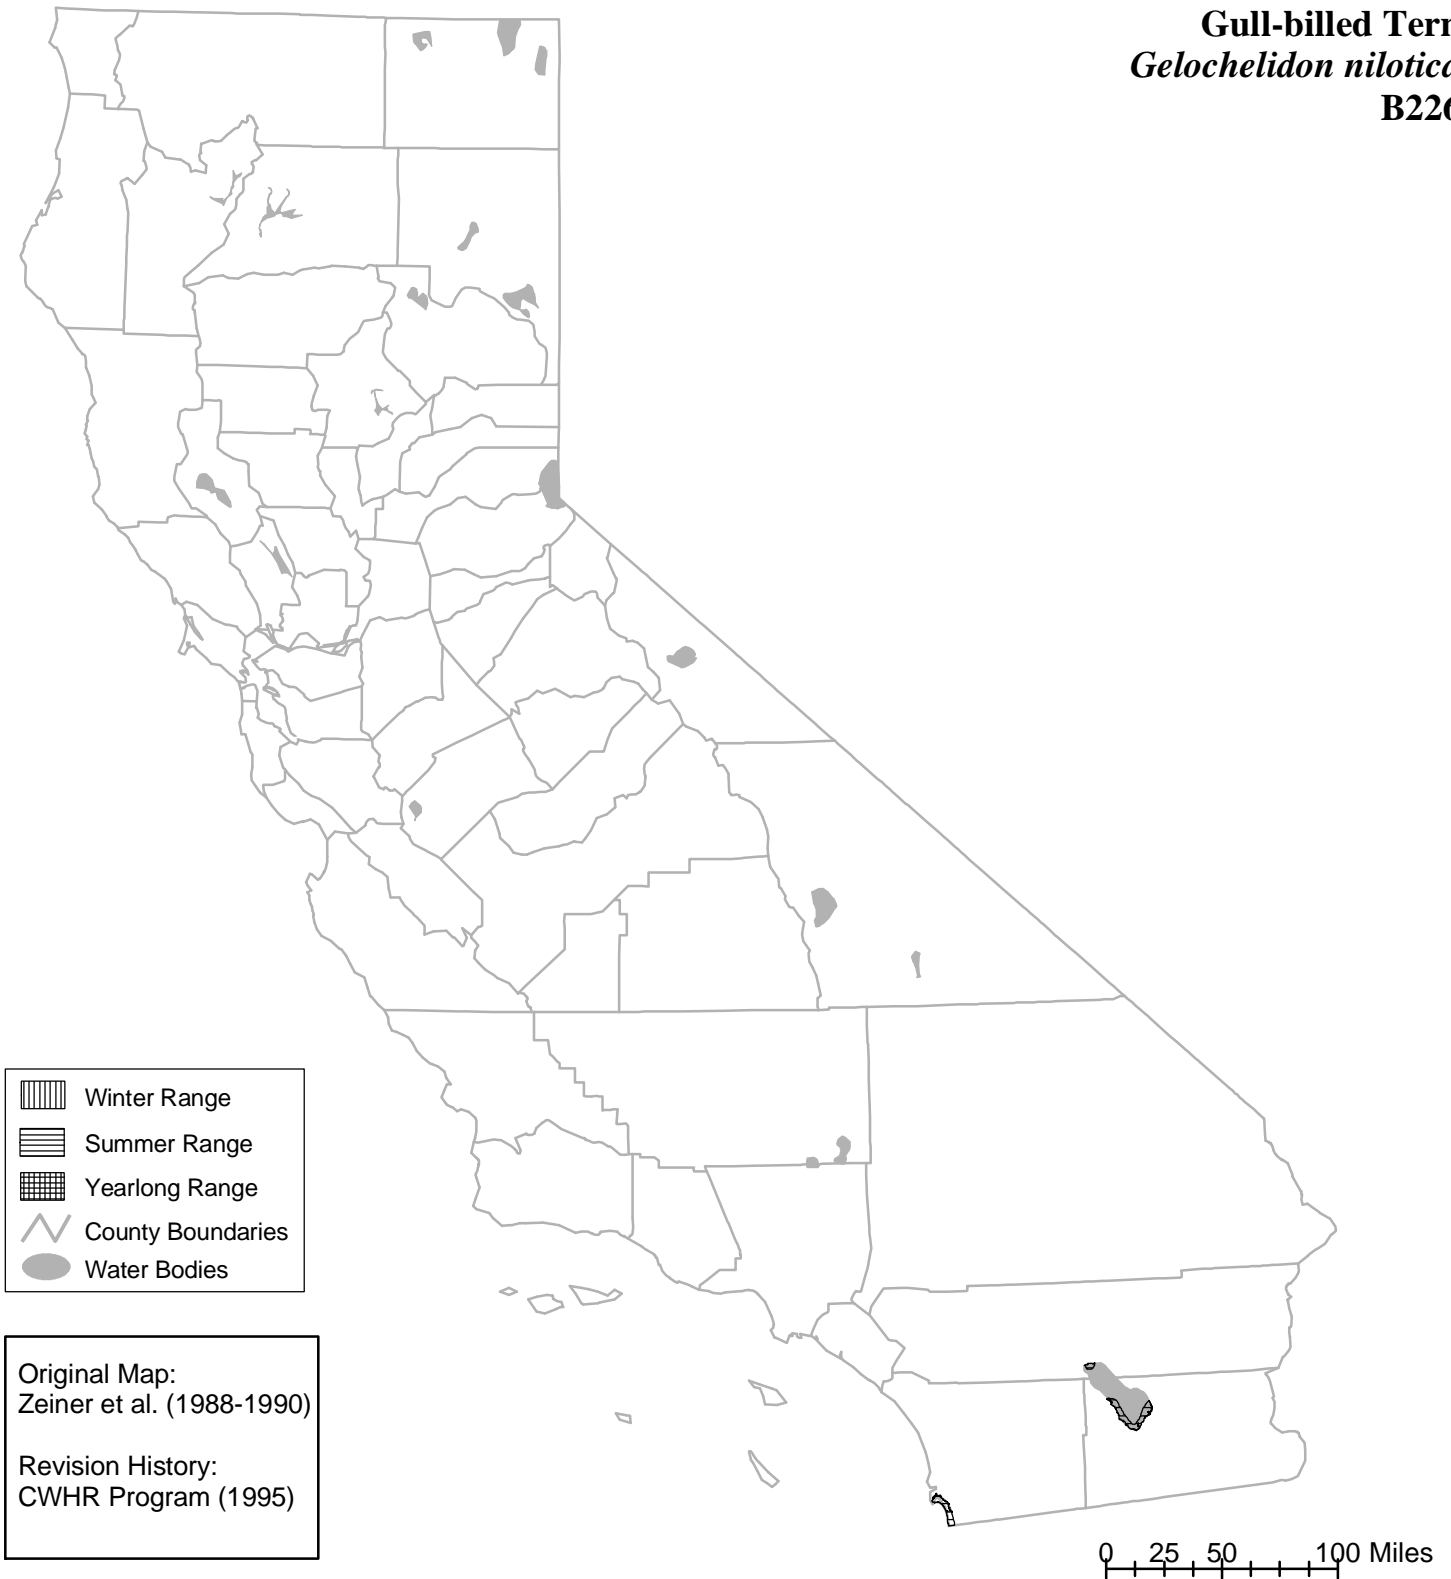 Gull-billed Tern
Gelochelidon nilotica
B226
Winter Range
Summer Range
Yearlong Range
County Boundaries
Water Bodies
Original Map:
Zeiner et al. (1988-1990)
Revision History:
CWHR Program (1995)
0 25 50 100 Miles